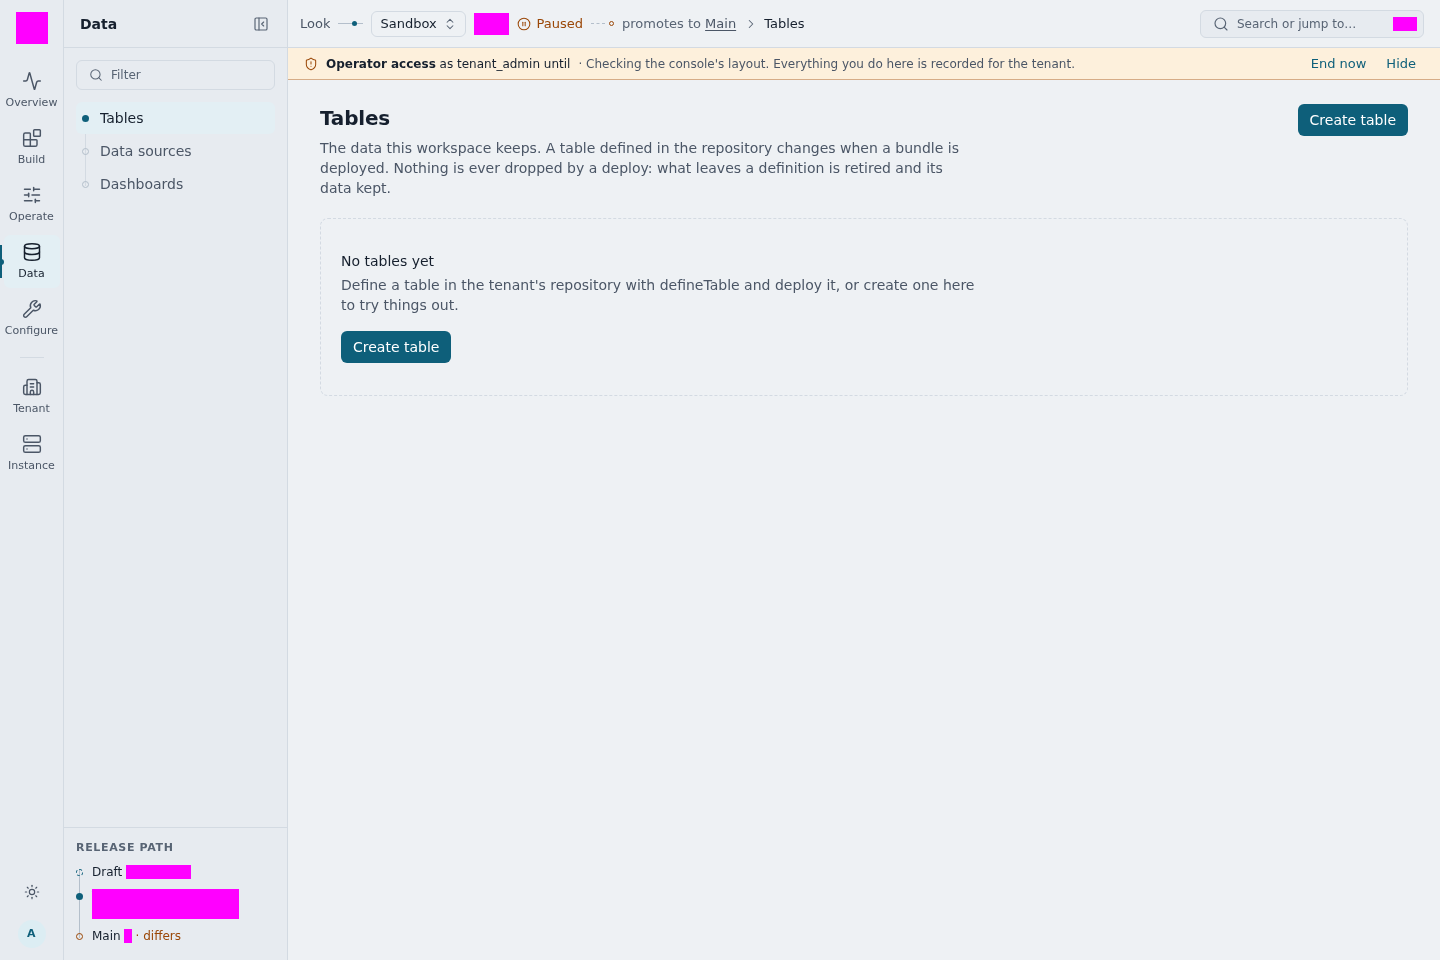 Data
Look
Sandbox
Paused
promotes to Main
Tables
Search or jump to…
Operator access as tenant_admin until · Checking the console's layout. Everything you do here is recorded for the tenant.
End now
Hide
Overview
Build
Operate
Data
Configure
Tenant
Instance
A
Filter
Tables
Data sources
Dashboards
RELEASE PATH
Draft
Main · differs
Tables
Create table
The data this workspace keeps. A table defined in the repository changes when a bundle is
deployed. Nothing is ever dropped by a deploy: what leaves a definition is retired and its
data kept.
No tables yet
Define a table in the tenant's repository with defineTable and deploy it, or create one here
to try things out.
Create table